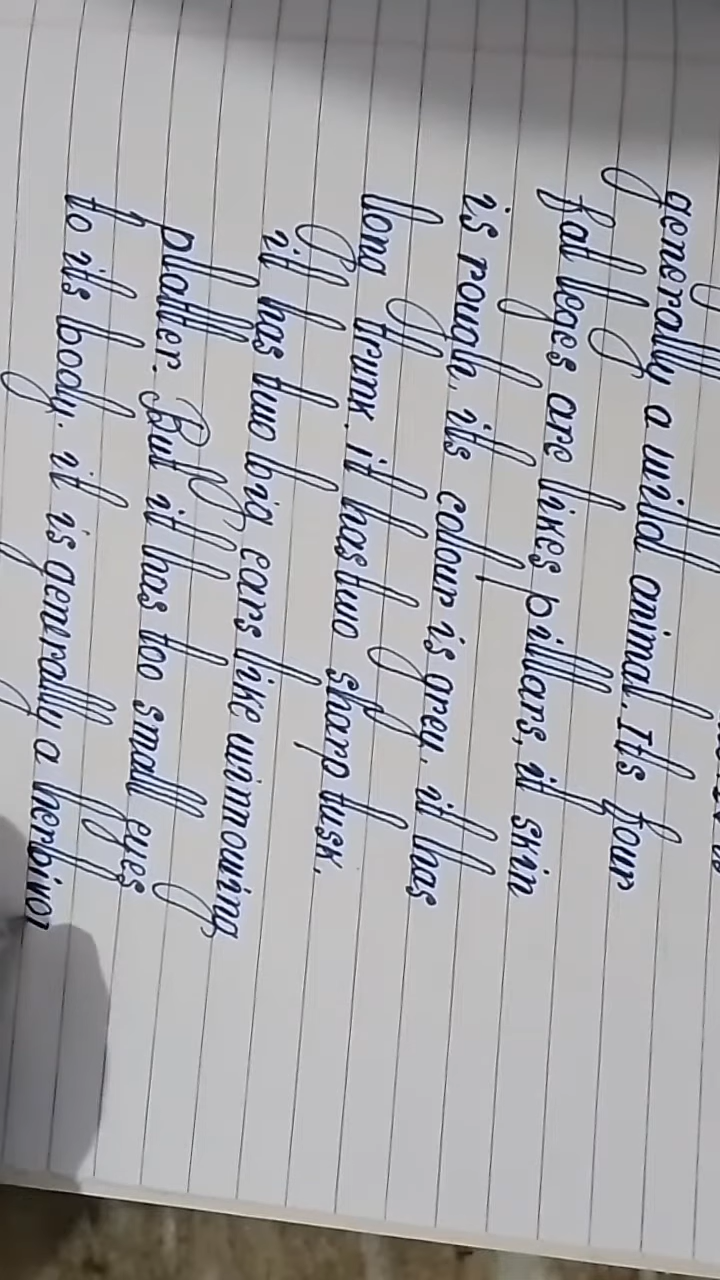 generally a wild animal. Its four
fat leges are likes pillars, it skin
is rough. its colour is grey. it has
long trunk. it has two sharp tusk.
it has two big ears like winnowing
platter. But it has too small eyes
to its body. it is generally a herbivor